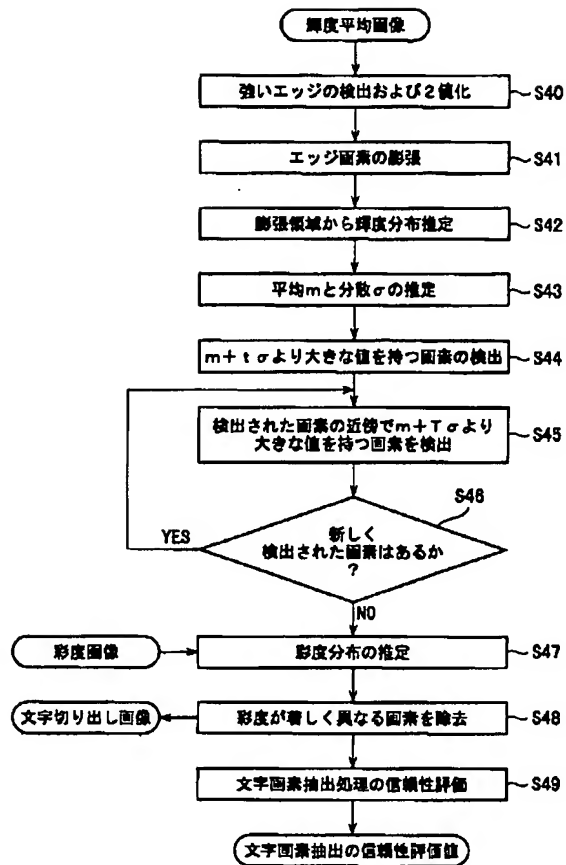 輝度平均画像
強いエッジの検出および2値化
S40
エッジ画素の膨張
S41
膨張領域から輝度分布推定
S42
平均mと分散σの推定
S43
m+tσより大きな値を持つ画素の検出
S44
検出された画素の近傍でm+Tσより
大きな値を持つ画素を検出
S45
S46
新しく
検出された画素はあるか
?
YES
NO
彩度画像
彩度分布の推定
S47
文字切り出し画像
彩度が著しく異なる画素を除去
S48
文字画素抽出処理の信頼性評価
S49
文字画素抽出の信頼性評価値